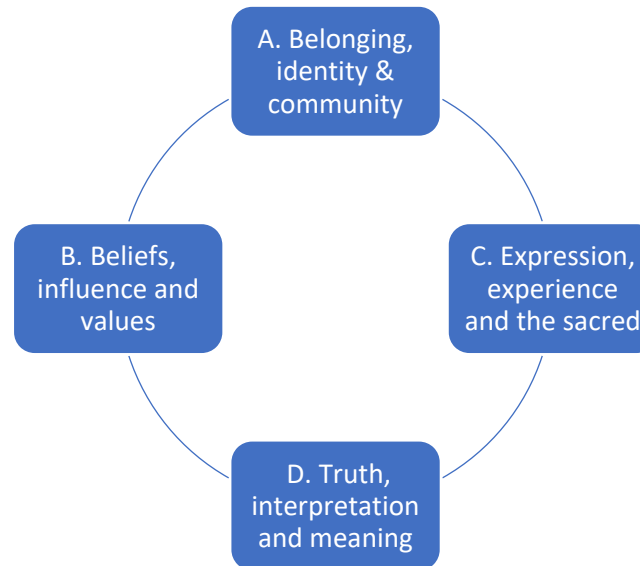 A. Belonging,
identity &
community
B. Beliefs,
influence and
values
C. Expression,
experience
and the sacred
D. Truth,
interpretation
and meaning